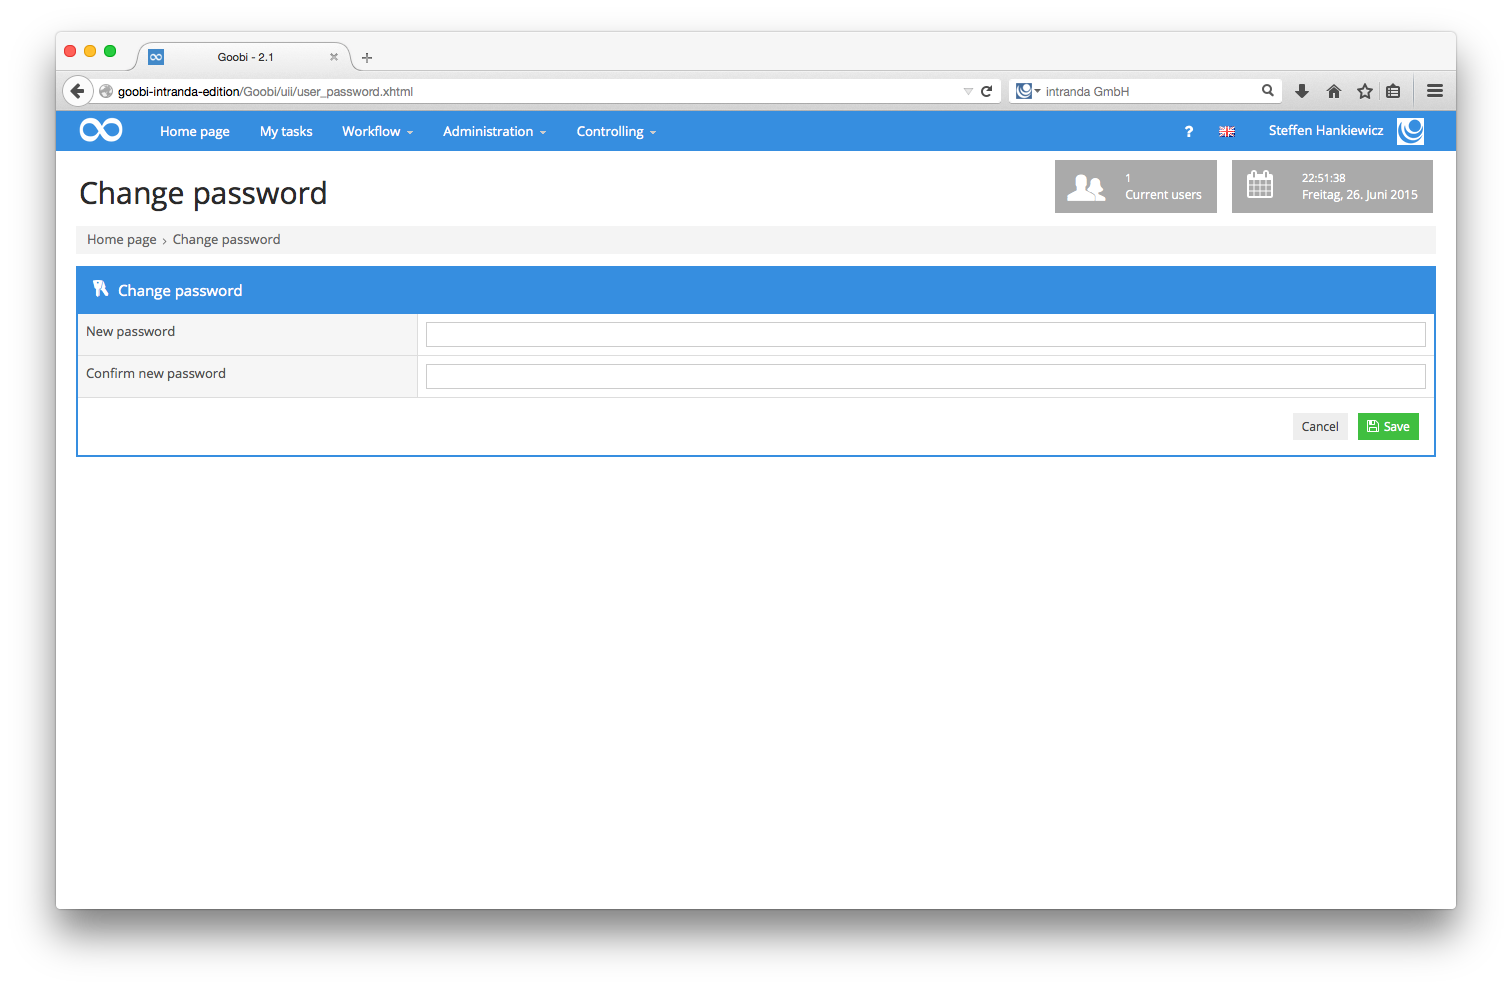 Goobi - 2.1
goobi-intranda-edition/Goobi/uii/user_password.xhtml
intranda GmbH
Home page
My tasks
Workflow
Administration
Controlling
?
Steffen Hankiewicz
Change password
1
Current users
22:51:38
Freitag, 26. Juni 2015
Home page › Change password
Change password
New password
Confirm new password
Cancel
Save